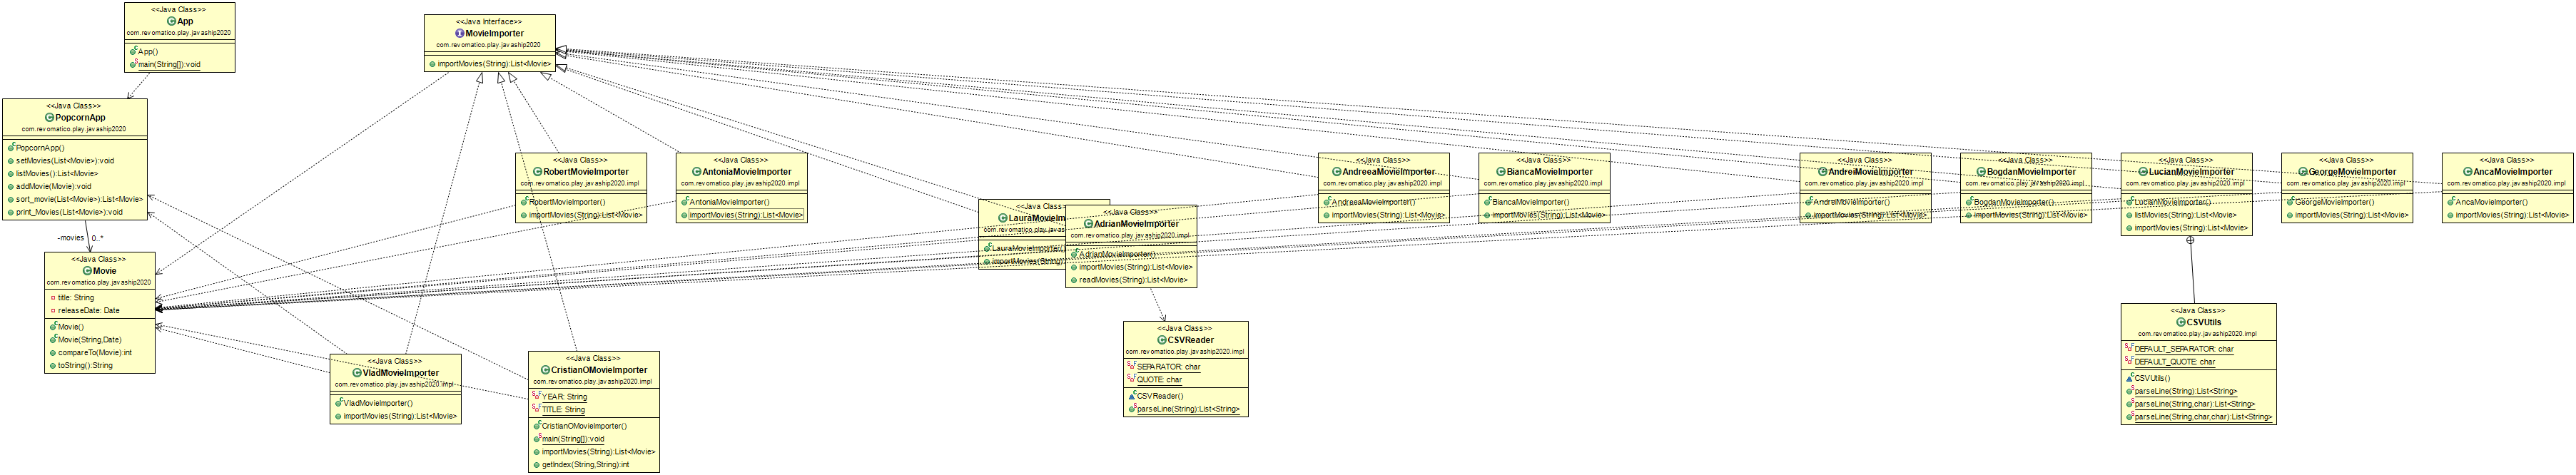 <<Java Class>>
App
com.revomatico.play.javaship2020
App()
main(String[]):void
<<Java Interface>>
MovieImporter
com.revomatico.play.javaship2020
importMovies(String):List<Movie>
<<Java Class>>
PopcornApp
com.revomatico.play.javaship2020
PopcornApp()
setMovies(List<Movie>):void
listMovies():List<Movie>
addMovie(Movie):void
sort_movie(List<Movie>):List<Movie>
print_Movies(List<Movie>):void
-movies 0..*
<<Java Class>>
Movie
com.revomatico.play.javaship2020
title: String
releaseDate: Date
Movie()
Movie(String,Date)
compareTo(Movie):int
toString():String
<<Java Class>>
RobertMovieImporter
com.revomatico.play.javaship2020.impl
RobertMovieImporter()
importMovies(String):List<Movie>
<<Java Class>>
AntoniaMovieImporter
com.revomatico.play.javaship2020.impl
AntoniaMovieImporter()
importMovies(String):List<Movie>
<<Java Class>>
LauraMovieIm
com.revomatico.play.java
LauraMovieImporter()
importMovies(String)
<<Java Class>>
AdrianMovieImporter
com.revomatico.play.javaship2020.impl
AdrianMovieImporter()
importMovies(String):List<Movie>
readMovies(String):List<Movie>
<<Java Class>>
AndreeaMovieImporter
com.revomatico.play.javaship2020.impl
AndreeaMovieImporter()
importMovies(String):List<Movie>
<<Java Class>>
BiancaMovieImporter
com.revomatico.play.javaship2020.impl
BiancaMovieImporter()
importMovies(String):List<Movie>
<<Java Class>>
AndreiMovieImporter
com.revomatico.play.javaship2020.impl
AndreiMovieImporter()
importMovies(String):List<Movie>
<<Java Class>>
BogdanMovieImporter
com.revomatico.play.javaship2020.impl
BogdanMovieImporter()
importMovies(String):List<Movie>
<<Java Class>>
LucianMovieImporter
com.revomatico.play.javaship2020.impl
LucianMovieImporter()
listMovies(String):List<Movie>
importMovies(String):List<Movie>
<<Java Class>>
GeorgeMovieImporter
com.revomatico.play.javaship2020.impl
GeorgeMovieImporter()
importMovies(String):List<Movie>
<<Java Class>>
AncaMovieImporter
com.revomatico.play.javaship2020.impl
AncaMovieImporter()
importMovies(String):List<Movie>
<<Java Class>>
VladMovieImporter
com.revomatico.play.javaship2020.impl
VladMovieImporter()
importMovies(String):List<Movie>
<<Java Class>>
CristianOMovieImporter
com.revomatico.play.javaship2020.impl
YEAR: String
TITLE: String
CristianOMovieImporter()
main(String[]):void
importMovies(String):List<Movie>
getIndex(String,String):int
<<Java Class>>
CSVReader
com.revomatico.play.javaship2020.impl
SEPARATOR: char
QUOTE: char
CSVReader()
parseLine(String):List<String>
<<Java Class>>
CSVUtils
com.revomatico.play.javaship2020.impl
DEFAULT_SEPARATOR: char
DEFAULT_QUOTE: char
CSVUtils()
parseLine(String):List<String>
parseLine(String,char):List<String>
parseLine(String,char,char):List<String>